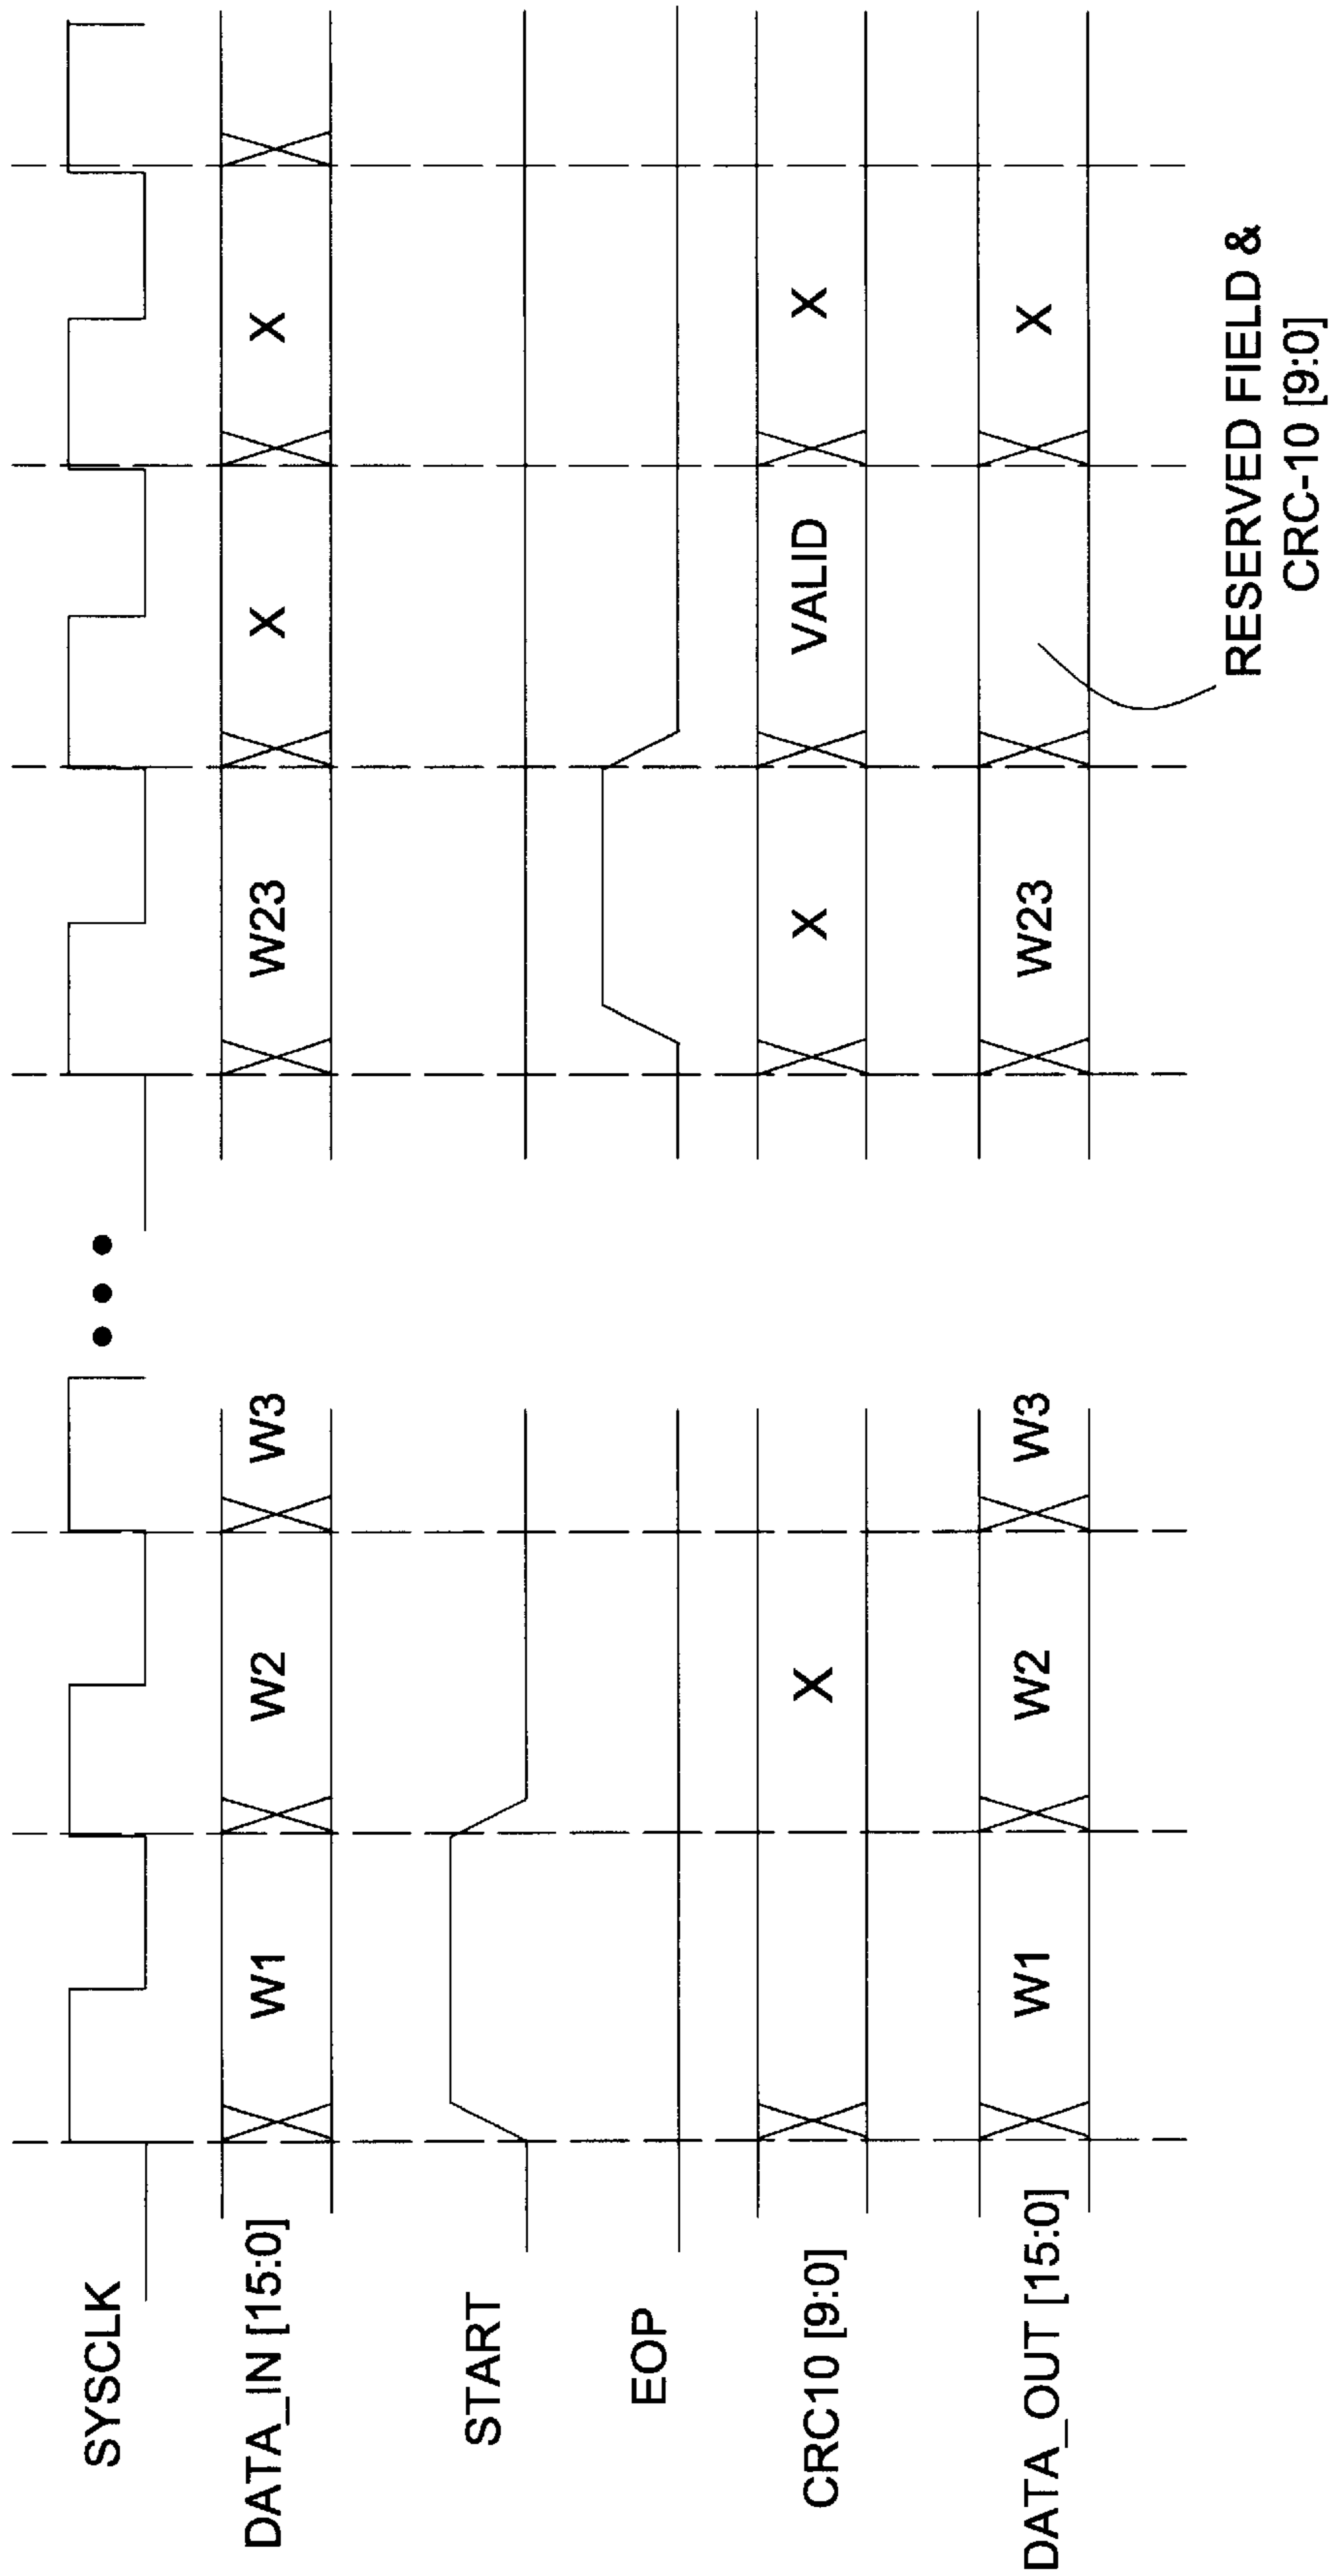 SYSCLK
DATA_IN [15:0] W1 W2 W3 W23 X X
START
EOP
CRC10 [9:0] X X VALID X
DATA_OUT [15:0] W1 W2 W3 W23 X
RESERVED FIELD &
CRC-10 [9:0]